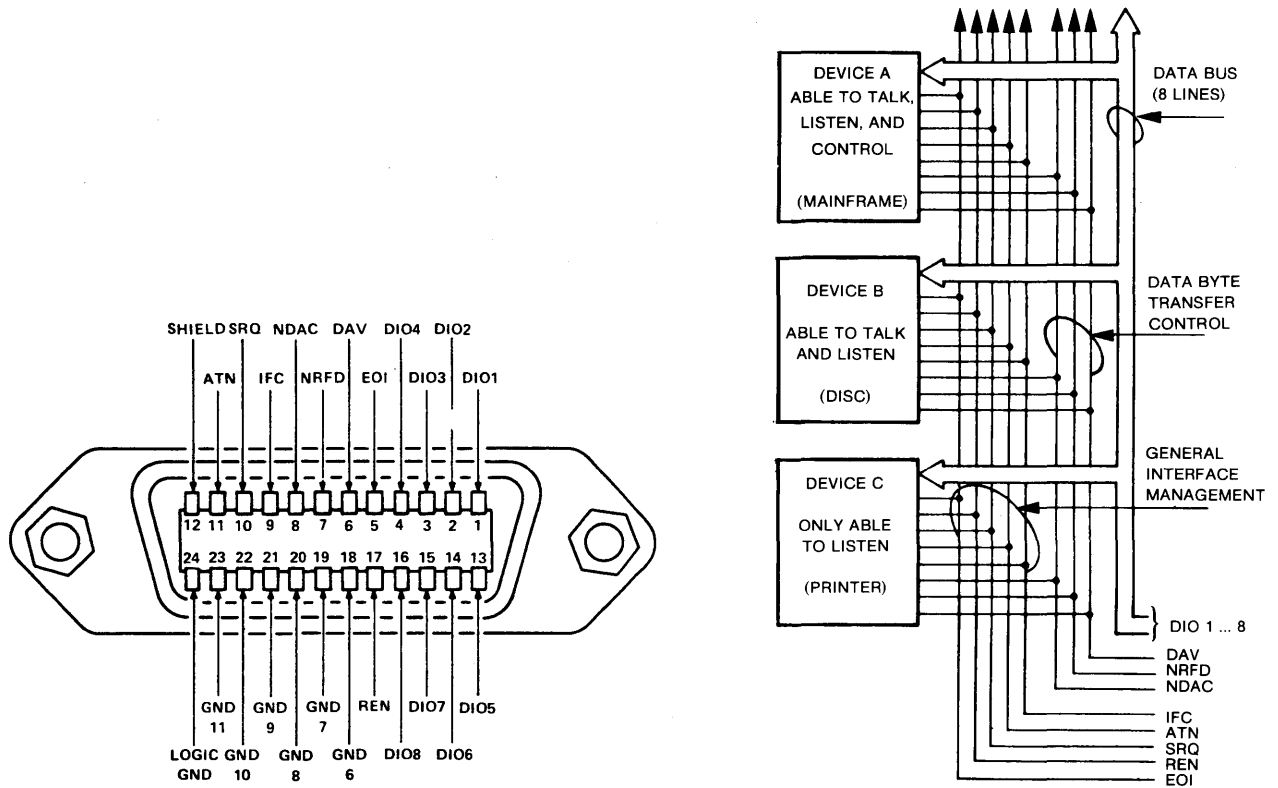 SHIELD SRQ NDAC DAV DIO4 DIO2
ATN IFC NRFD EOI DIO3 DIO1
12 11 10 9 8 7 6 5 4 3 2 1
24 23 22 21 20 19 18 17 16 15 14 13
GND 11
GND 9
GND 7
REN DIO7 DIO5
LOGIC GND
GND 10
GND 8
GND 6
DIO8 DIO6
DEVICE A
ABLE TO TALK,
LISTEN, AND
CONTROL
(MAINFRAME)
DATA BUS
(8 LINES)
DEVICE B
ABLE TO TALK
AND LISTEN
(DISC)
DATA BYTE
TRANSFER
CONTROL
DEVICE C
ONLY ABLE
TO LISTEN
(PRINTER)
GENERAL
INTERFACE
MANAGEMENT
DIO 1 ... 8
DAV
NRFD
NDAC
IFC
ATN
SRQ
REN
EOI